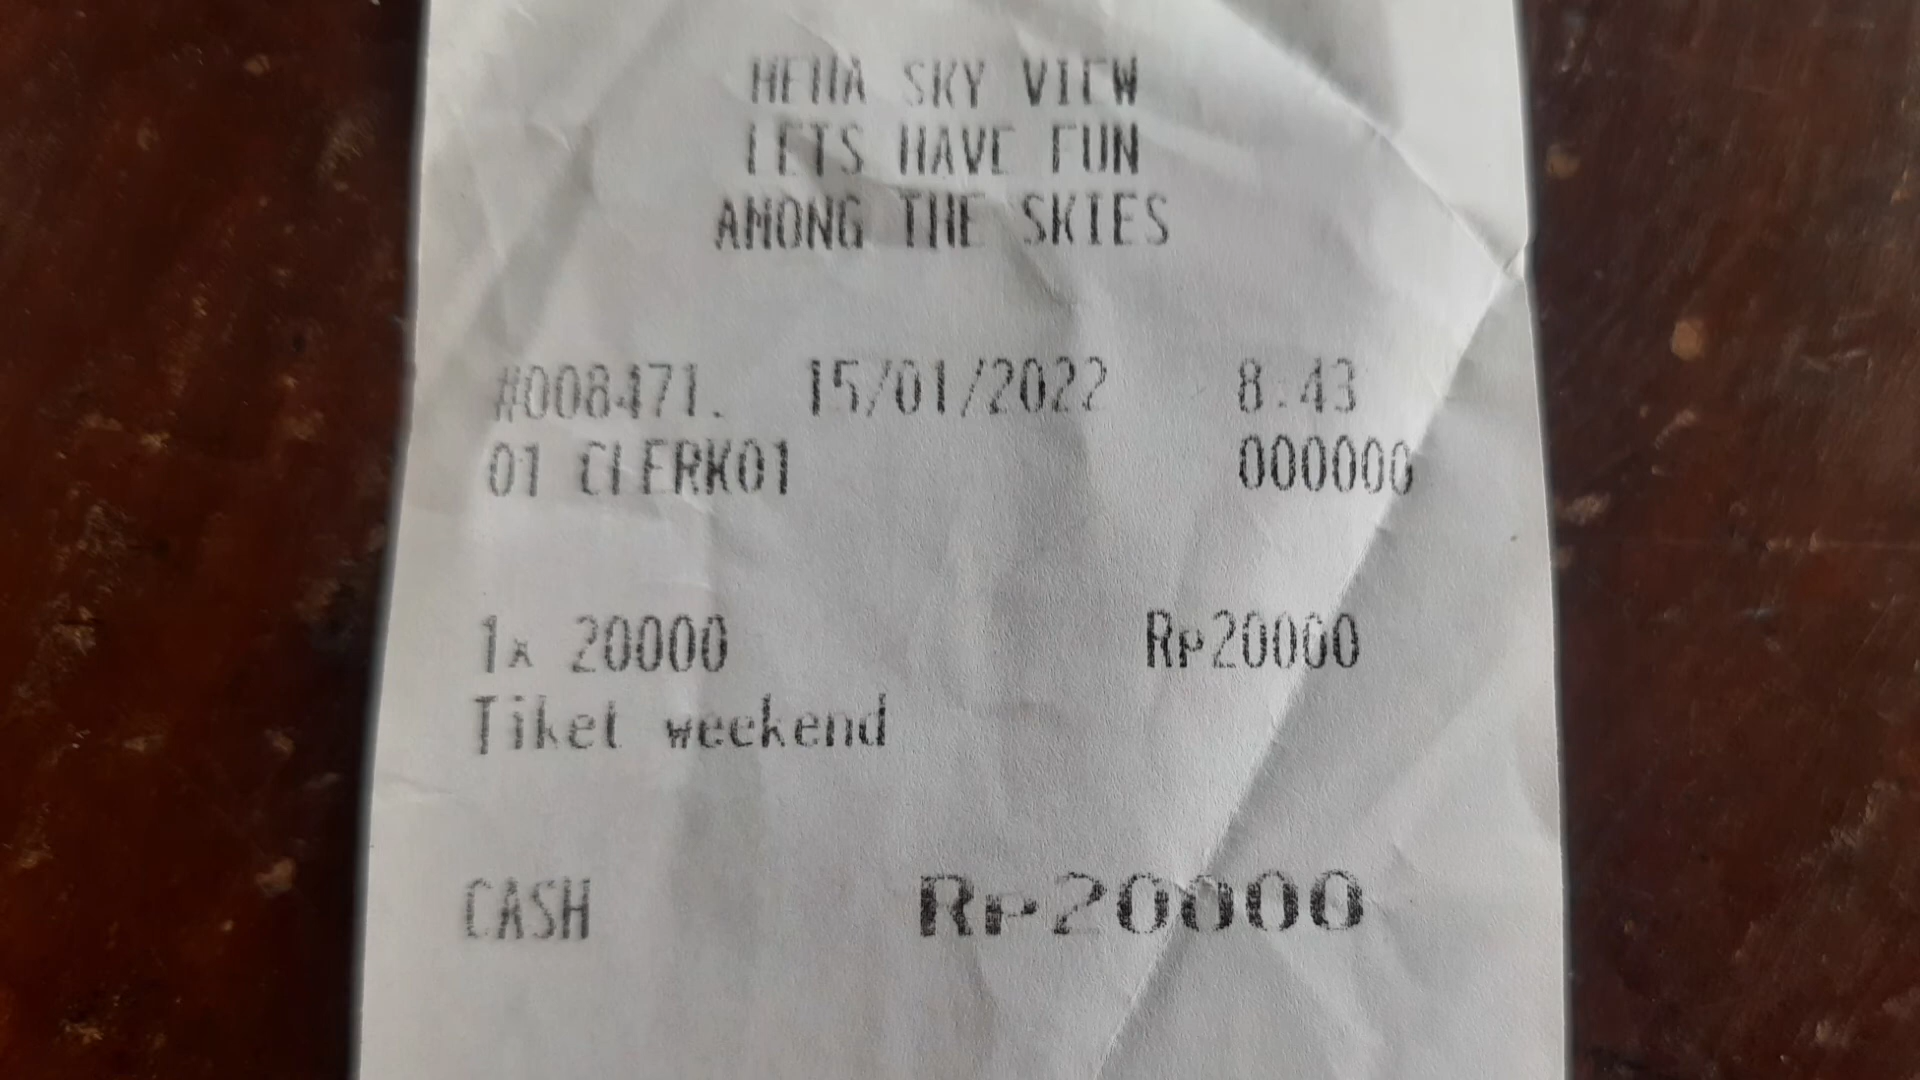 HEHA SKY VIEW
LETS HAVE FUN
AMONG THE SKIES
#008471. 15/01/2022 8:43
01 CLERK01 000000
1x 20000 Rp20000
Tiket weekend
CASH Rp20000